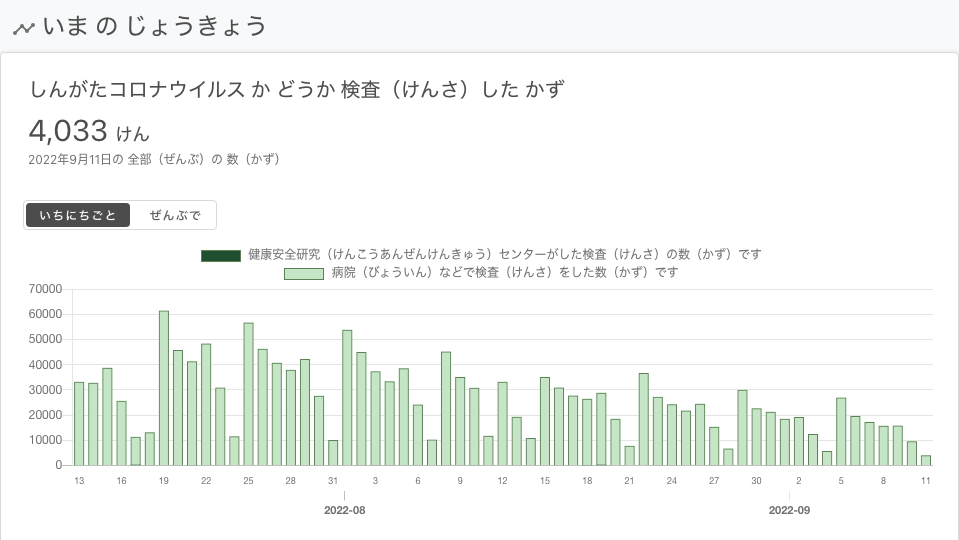 いま の じょうきょう
しんがたコロナウイルス か どうか 検査（けんさ）した かず
4,033 けん
2022年9月11日の 全部（ぜんぶ）の 数（かず）
いちにちごと ぜんぶで
健康安全研究（けんこうあんぜんけんきゅう）センターがした検査（けんさ）の数（かず）です
病院（びょういん）などで検査（けんさ）をした数（かず）です
70000
60000
50000
40000
30000
20000
10000
0
13 16 19 22 25 28 31 3 6 9 12 15 18 21 24 27 30 2 5 8 11
2022-08 2022-09